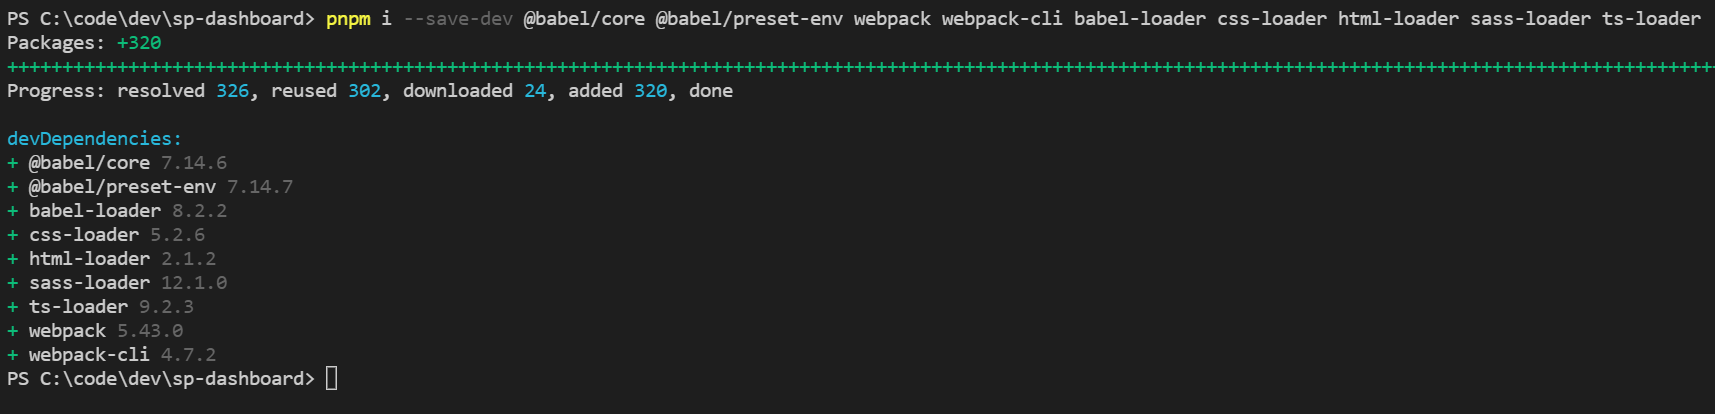 PS C:\code\dev\sp-dashboard> pnpm i --save-dev @babel/core @babel/preset-env webpack webpack-cli babel-loader css-loader html-loader sass-loader ts-loader
Packages: +320
++++++++++++++++++++++++++++++++++++++++++++++++++++++++++++++++++++++++++++++++++++++++++++++++++++++++++++++++++++++++++++++++++++++++++++++++++++++++++++
Progress: resolved 326, reused 302, downloaded 24, added 320, done
devDependencies:
+ @babel/core 7.14.6
+ @babel/preset-env 7.14.7
+ babel-loader 8.2.2
+ css-loader 5.2.6
+ html-loader 2.1.2
+ sass-loader 12.1.0
+ ts-loader 9.2.3
+ webpack 5.43.0
+ webpack-cli 4.7.2
PS C:\code\dev\sp-dashboard>